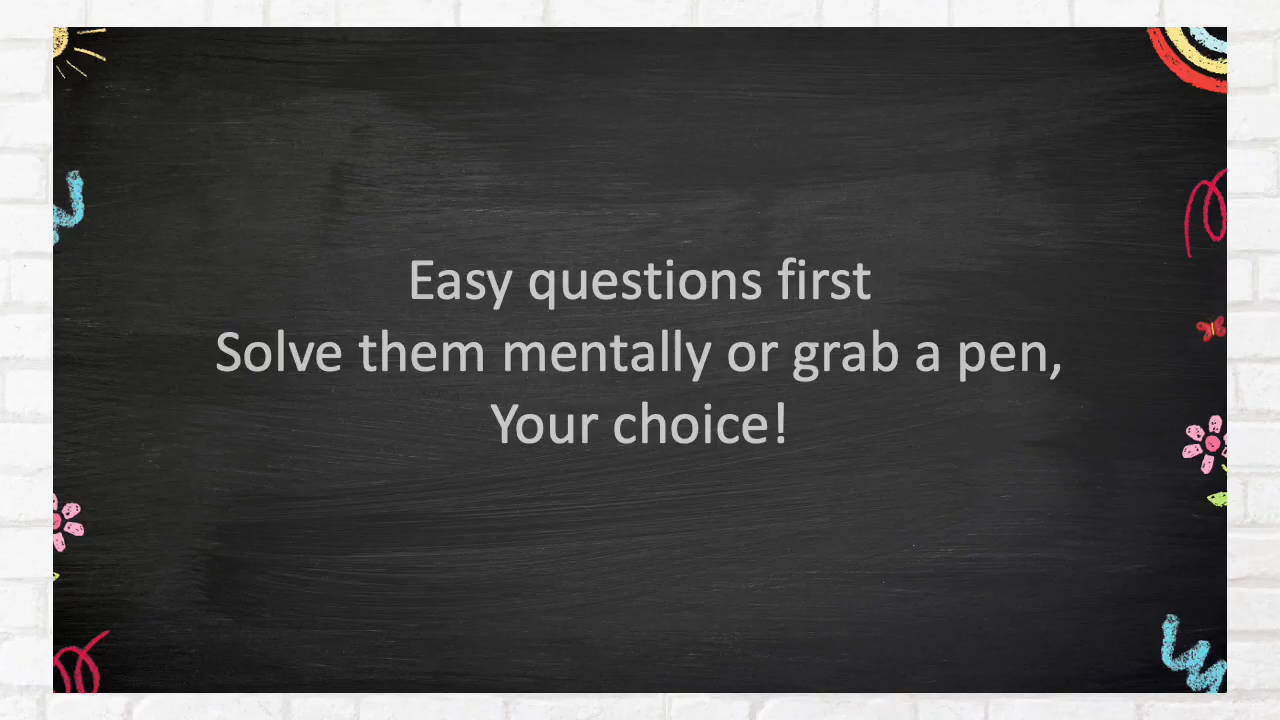 Easy questions first
Solve them mentally or grab a pen,
Your choice!